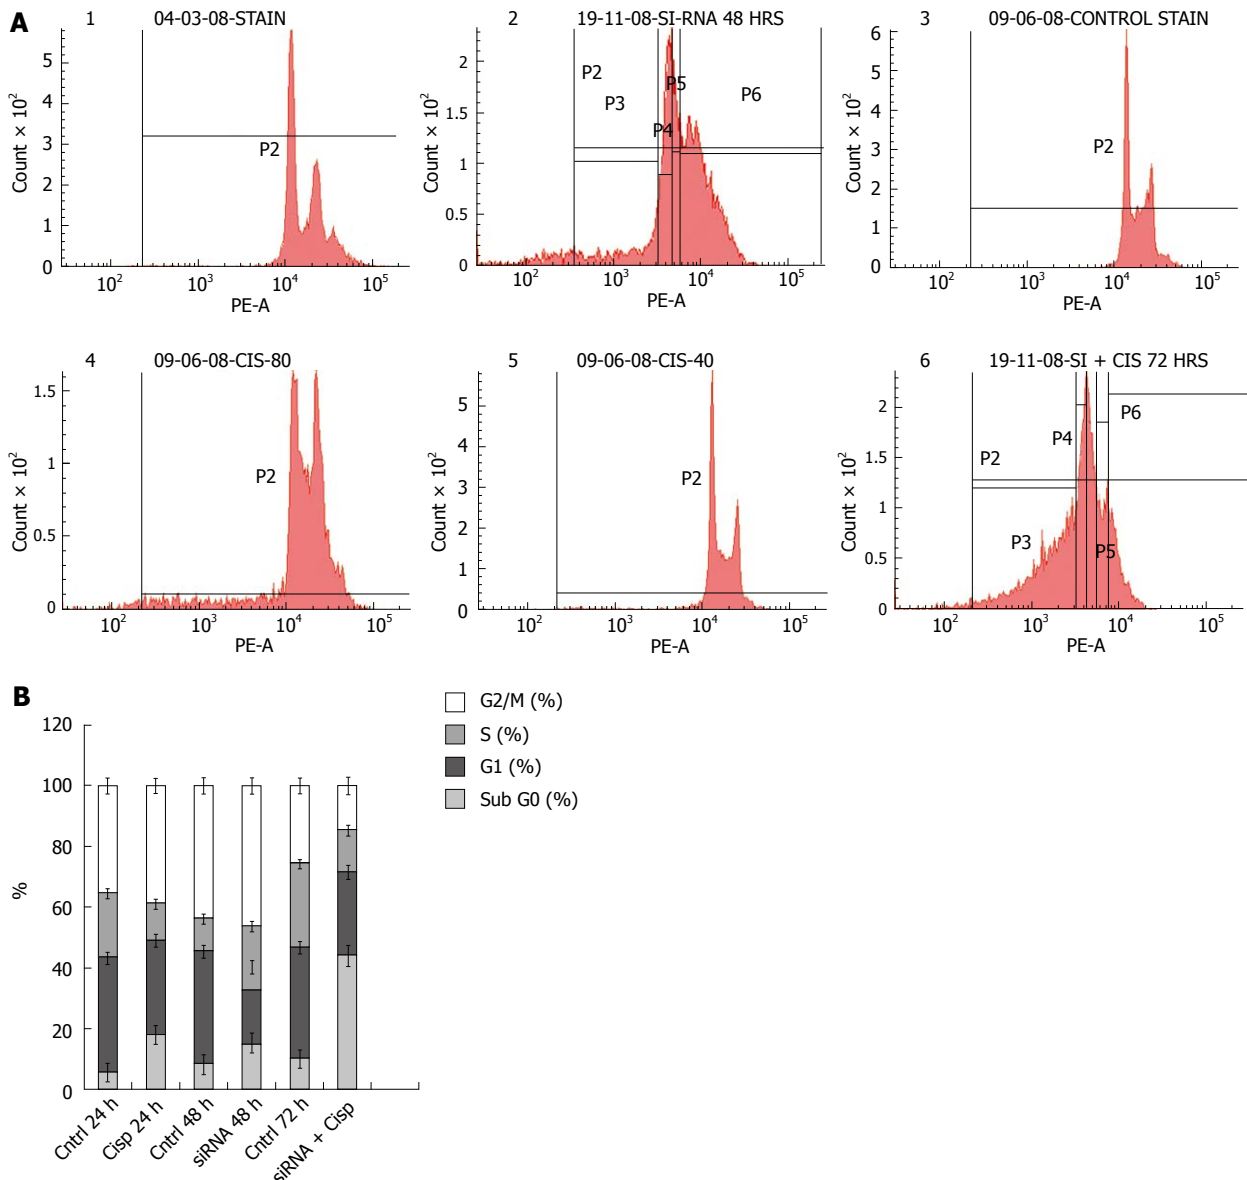 A
1 04-03-08-STAIN
Count × 10²
5
4
3
2
1
0
P2
10² 10³ 10⁴ 10⁵
PE-A
2 19-11-08-SI-RNA 48 HRS
Count × 10²
2
1.5
1
0.5
0
P2
P3
P4
P5
P6
10² 10³ 10⁴ 10⁵
PE-A
3 09-06-08-CONTROL STAIN
Count × 10²
6
5
4
3
2
1
0
P2
10² 10³ 10⁴ 10⁵
PE-A
4 09-06-08-CIS-80
Count × 10²
1.5
1
0.5
0
P2
10² 10³ 10⁴ 10⁵
PE-A
5 09-06-08-CIS-40
Count × 10²
5
4
3
2
1
0
P2
10² 10³ 10⁴ 10⁵
PE-A
6 19-11-08-SI + CIS 72 HRS
Count × 10²
2
1.5
1
0.5
0
P2
P3
P4
P5
P6
10² 10³ 10⁴ 10⁵
PE-A
B
%
120
100
80
60
40
20
0
Cntrl 24 h
Cisp 24 h
Cntrl 48 h
siRNA 48 h
Cntrl 72 h
siRNA + Cisp
G2/M (%)
S (%)
G1 (%)
Sub G0 (%)